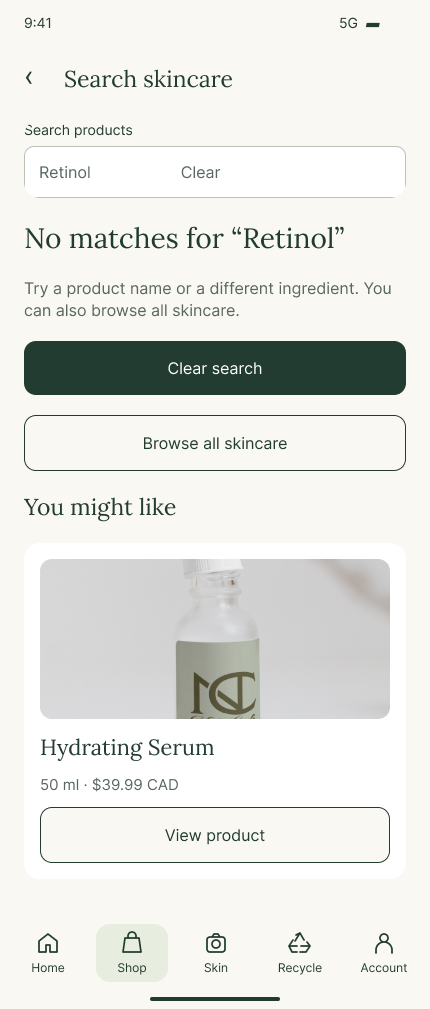 9:41
5G
Search skincare
Search products
Retinol
Clear
No matches for “Retinol”
Try a product name or a different ingredient. You
can also browse all skincare.
Clear search
Browse all skincare
You might like
Hydrating Serum
50 ml · $39.99 CAD
View product
Home
Shop
Skin
Recycle
Account